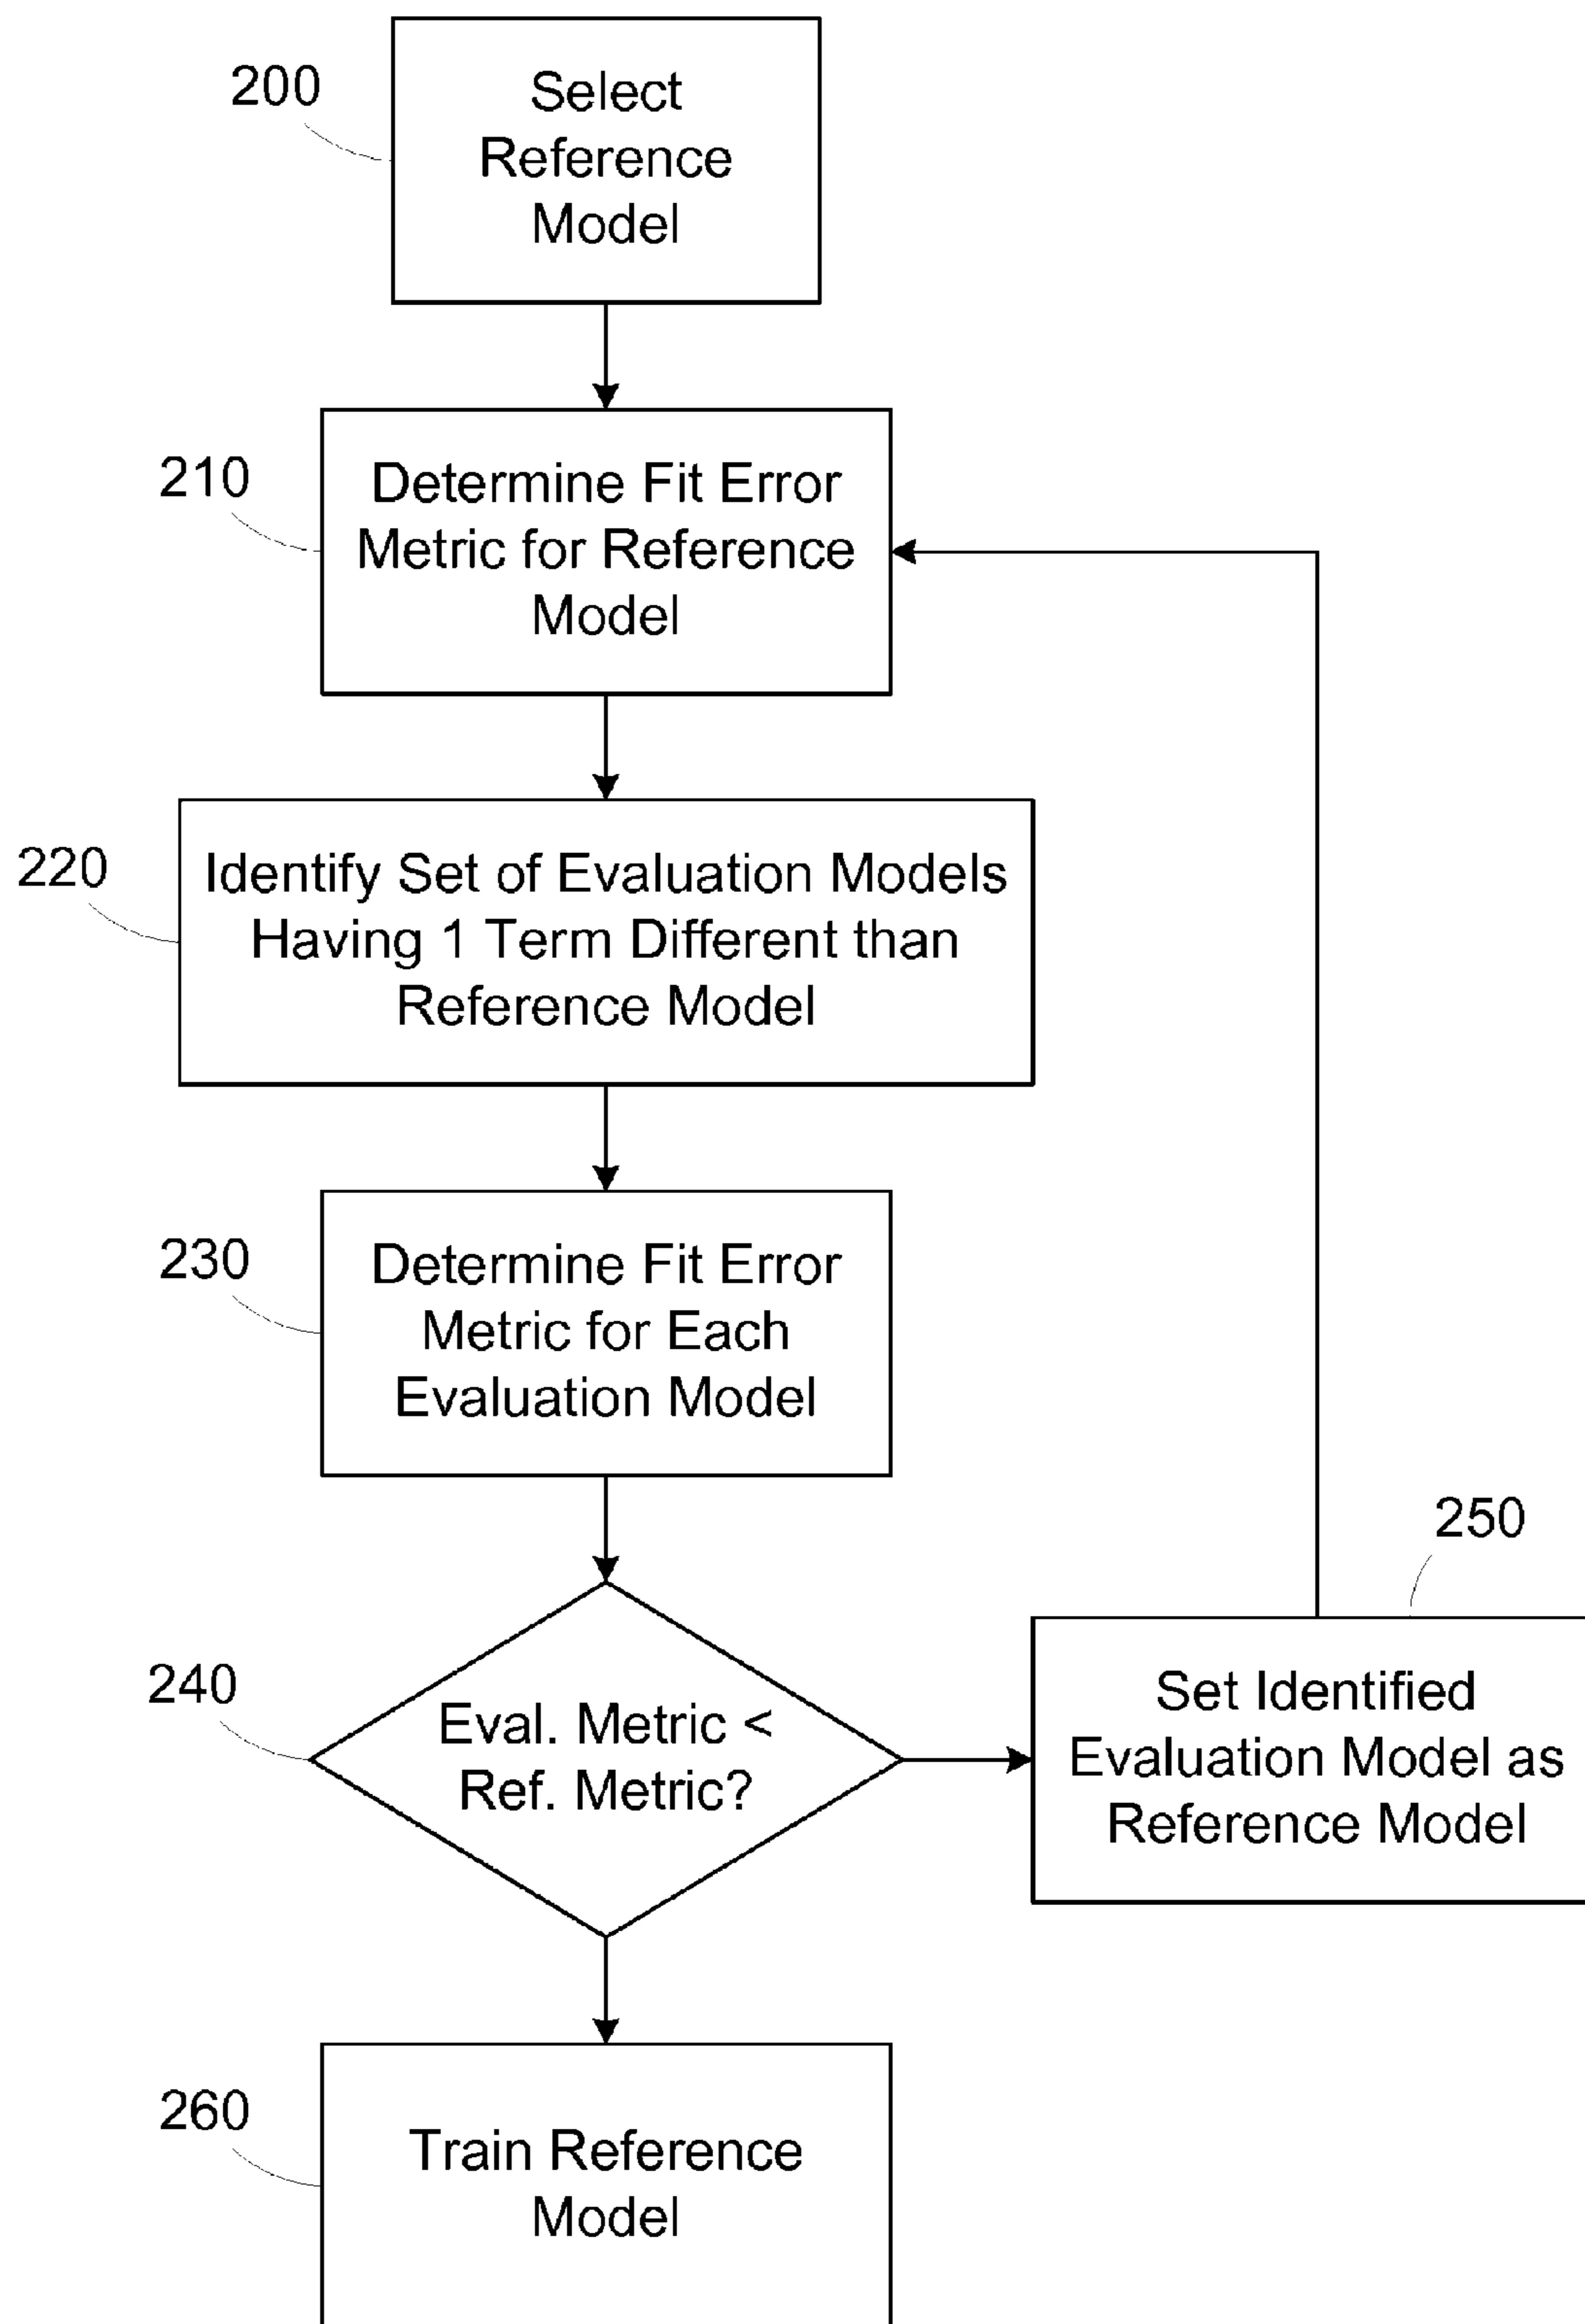 200
Select
Reference
Model
210
Determine Fit Error
Metric for Reference
Model
220
Identify Set of Evaluation Models
Having 1 Term Different than
Reference Model
230
Determine Fit Error
Metric for Each
Evaluation Model
240
Eval. Metric <
Ref. Metric?
250
Set Identified
Evaluation Model as
Reference Model
260
Train Reference
Model